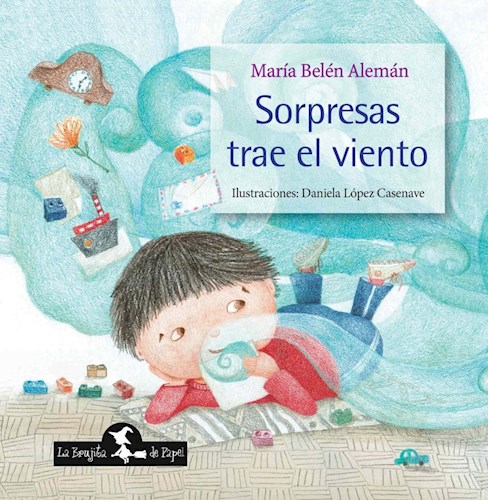 María Belén Alemán
Sorpresas
trae el viento
Ilustraciones: Daniela López Casenave
La Brujita de Papel